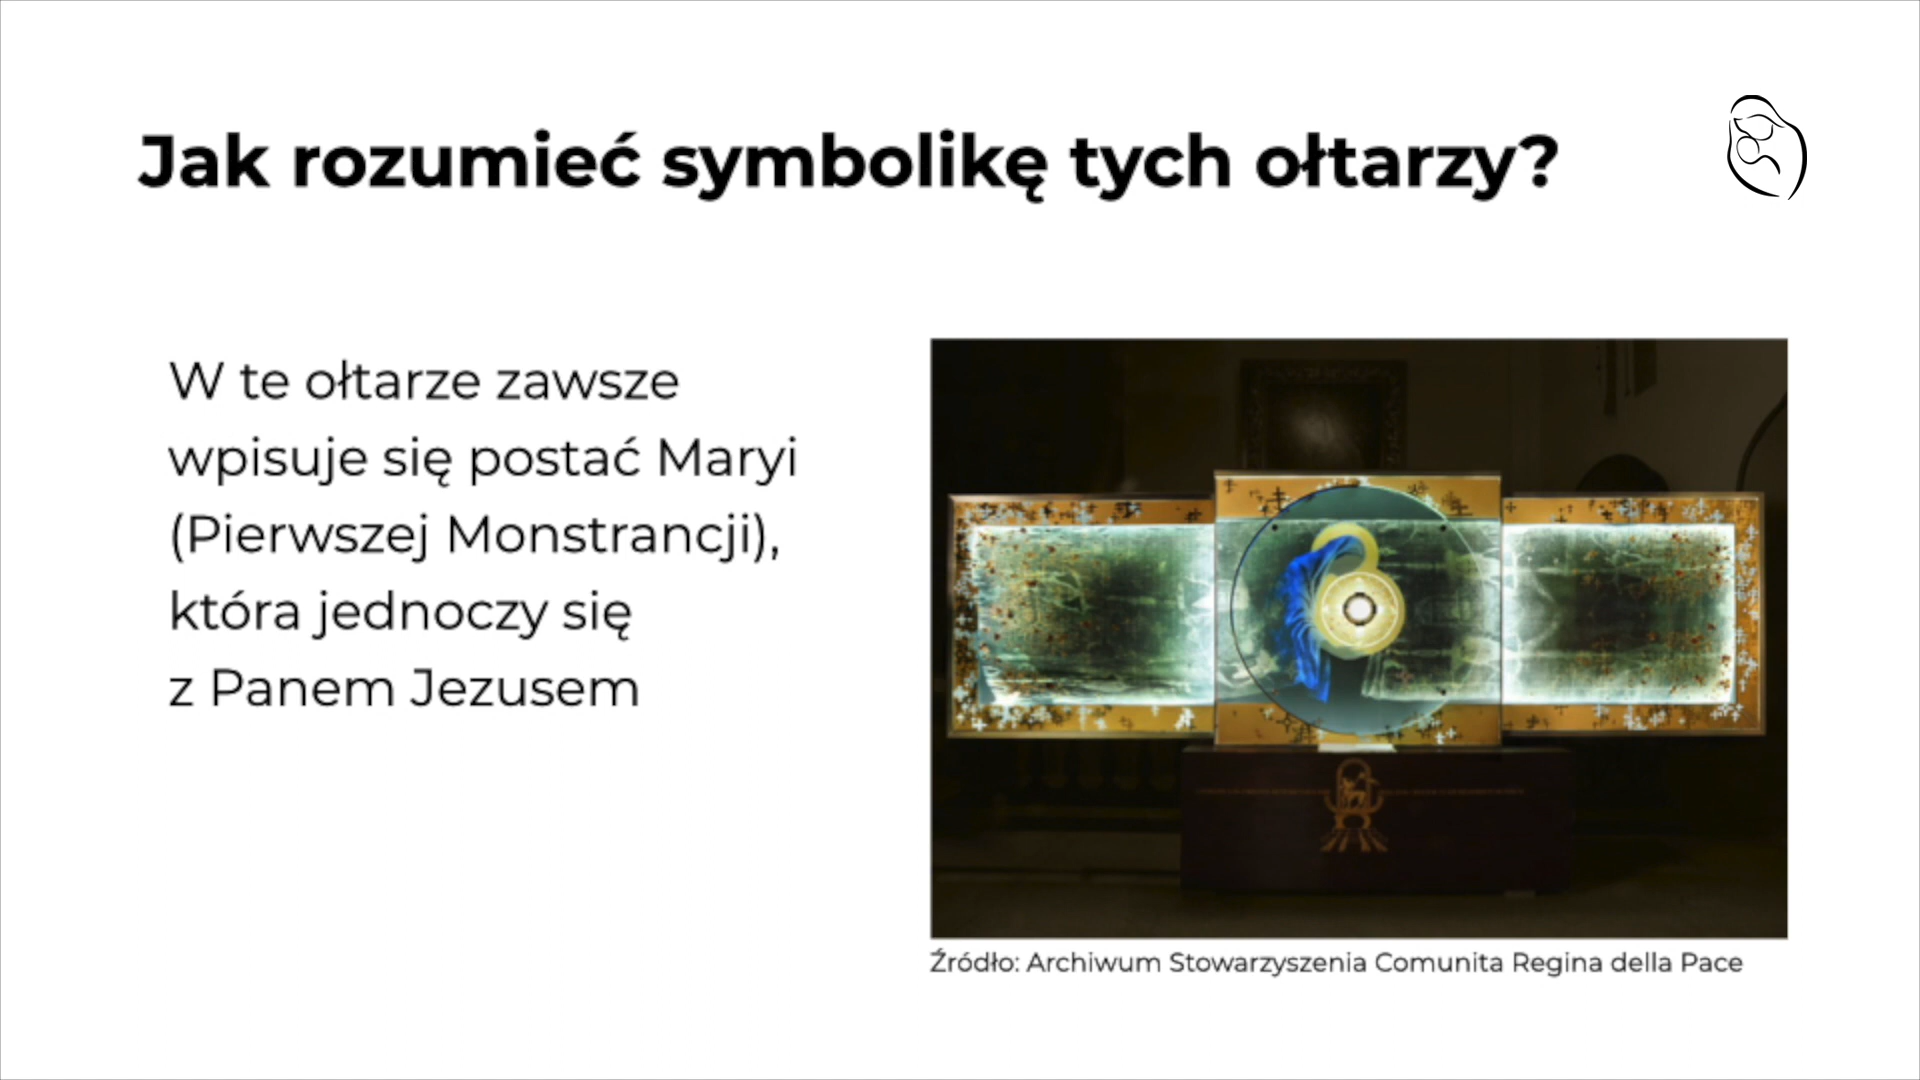 Jak rozumieć symbolikę tych ołtarzy?
W te ołtarze zawsze
wpisuje się postać Maryi
(Pierwszej Monstrancji),
która jednoczy się
z Panem Jezusem
Źródło: Archiwum Stowarzyszenia Comunita Regina della Pace